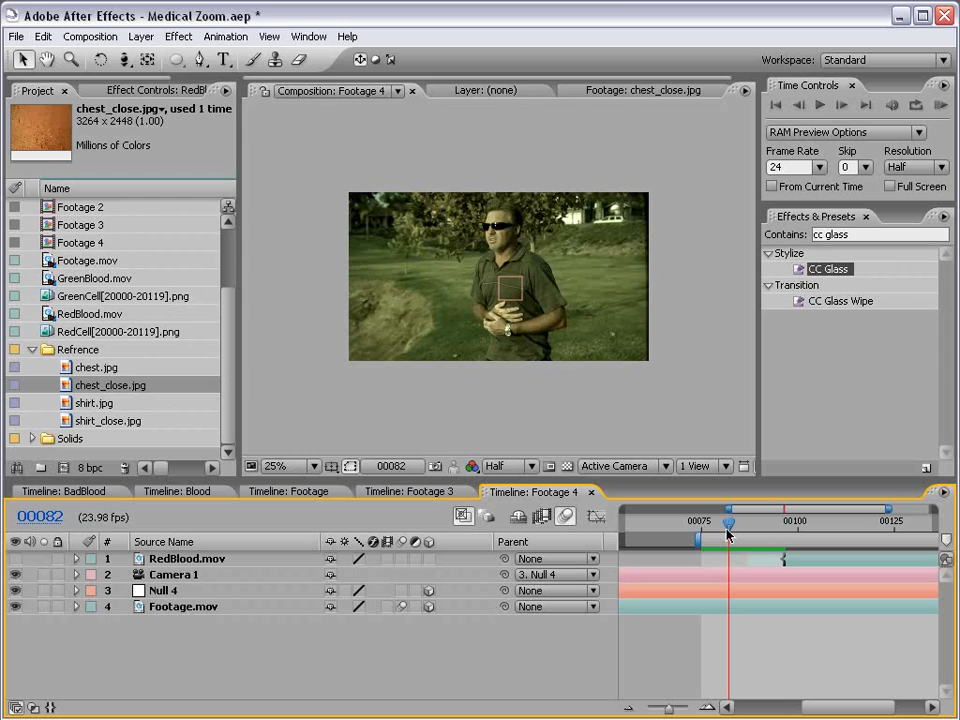 Adobe After Effects - Medical Zoom.aep *
File Edit Composition Layer Effect Animation View Window Help
Workspace: Standard
Project Effect Controls: RedBl
Composition: Footage 4
Layer: (none)
Footage: chest_close.jpg
Time Controls
chest_close.jpg, used 1 time
3264 x 2448 (1.00)
Millions of Colors
RAM Preview Options
Frame Rate Skip Resolution
24 0 Half
From Current Time Full Screen
Name
Footage 2
Footage 3
Footage 4
Footage.mov
GreenBlood.mov
GreenCell[20000-20119].png
RedBlood.mov
RedCell[20000-20119].png
Refrence
chest.jpg
chest_close.jpg
shirt.jpg
shirt_close.jpg
Solids
8 bpc
Effects & Presets
Contains: cc glass
Stylize
CC Glass
Transition
CC Glass Wipe
25% 00082 Half Active Camera 1 View
Timeline: BadBlood Timeline: Blood Timeline: Footage Timeline: Footage 3 Timeline: Footage 4
00082 (23.98 fps)
00075 00100 00125
# Source Name Parent
1 RedBlood.mov None
2 Camera 1 3. Null 4
3 Null 4 None
4 Footage.mov None